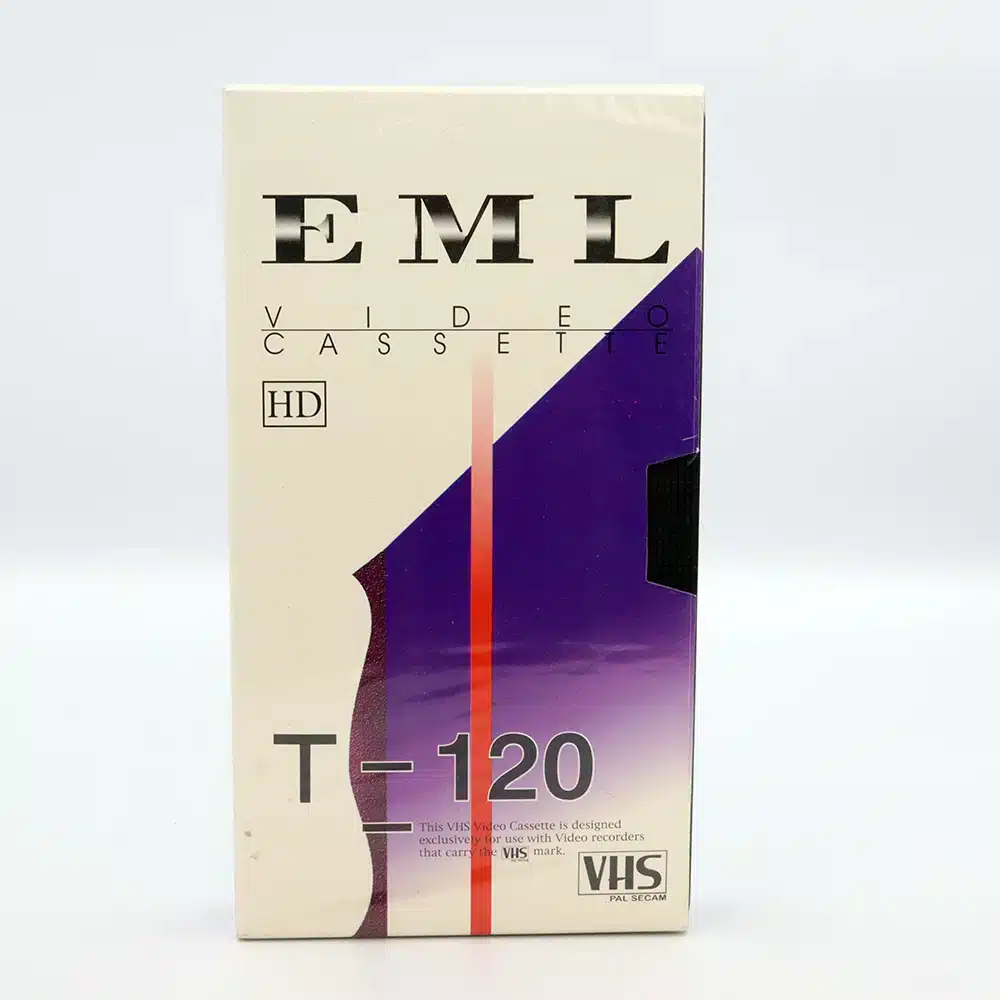 EML
VIDEO
CASSETTE
HD
T-120
This VHS Video Cassette is designed
exclusively for use with Video recorders
that carry the VHS mark.
VHS
PAL SECAM